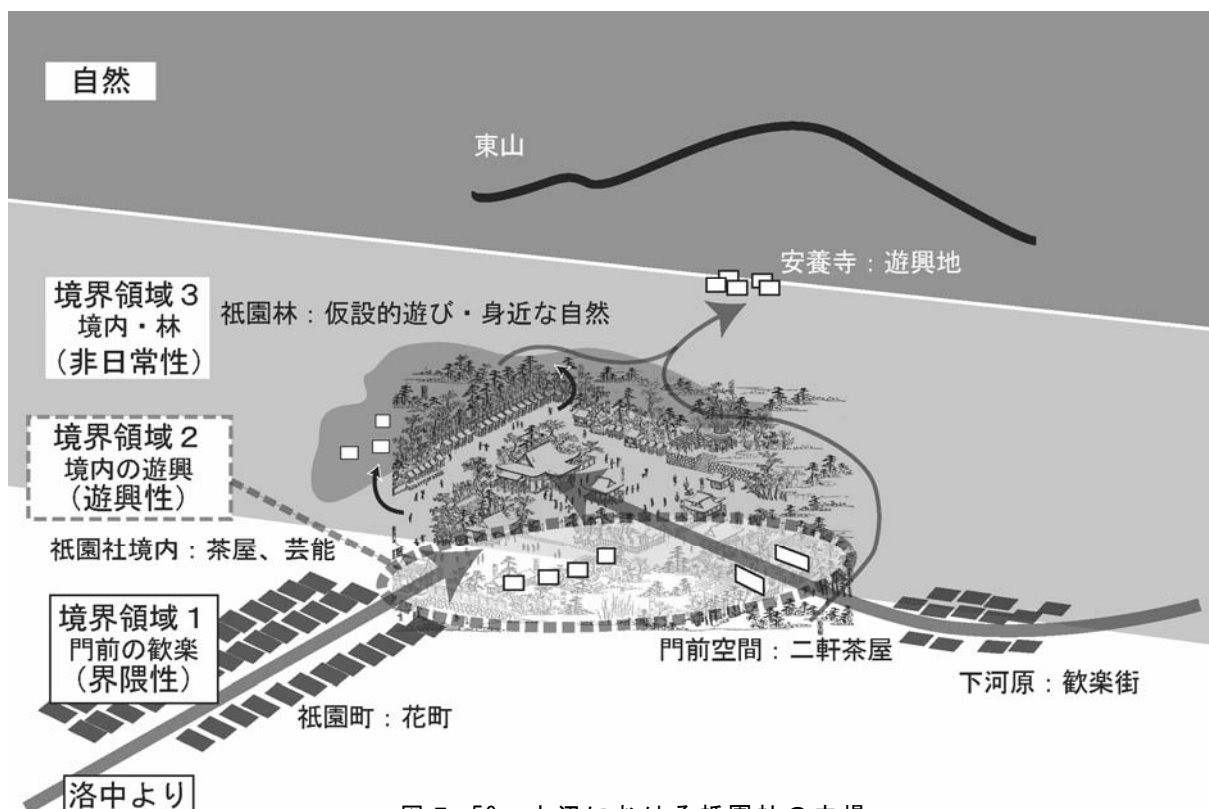 自然
東山
安養寺：遊興地
境界領域３
境内・林
（非日常性）
祇園林：仮設的遊び・身近な自然
境界領域２
境内の遊興
（遊興性）
祇園社境内：茶屋、芸能
境界領域１
門前の歓楽
（界隈性）
門前空間：二軒茶屋
下河原：歓楽街
祇園町：花町
洛中より